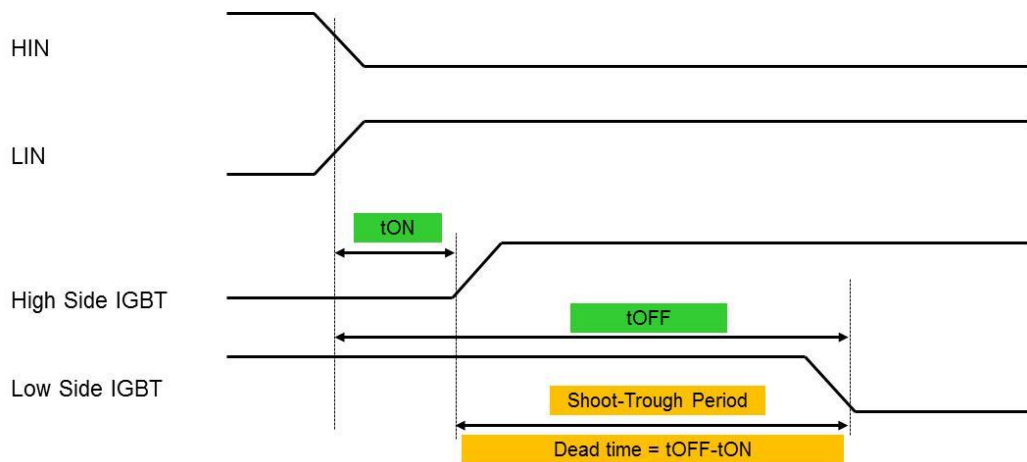 HIN
LIN
tON
High Side IGBT
tOFF
Low Side IGBT
Shoot-Trough Period
Dead time = tOFF-tON